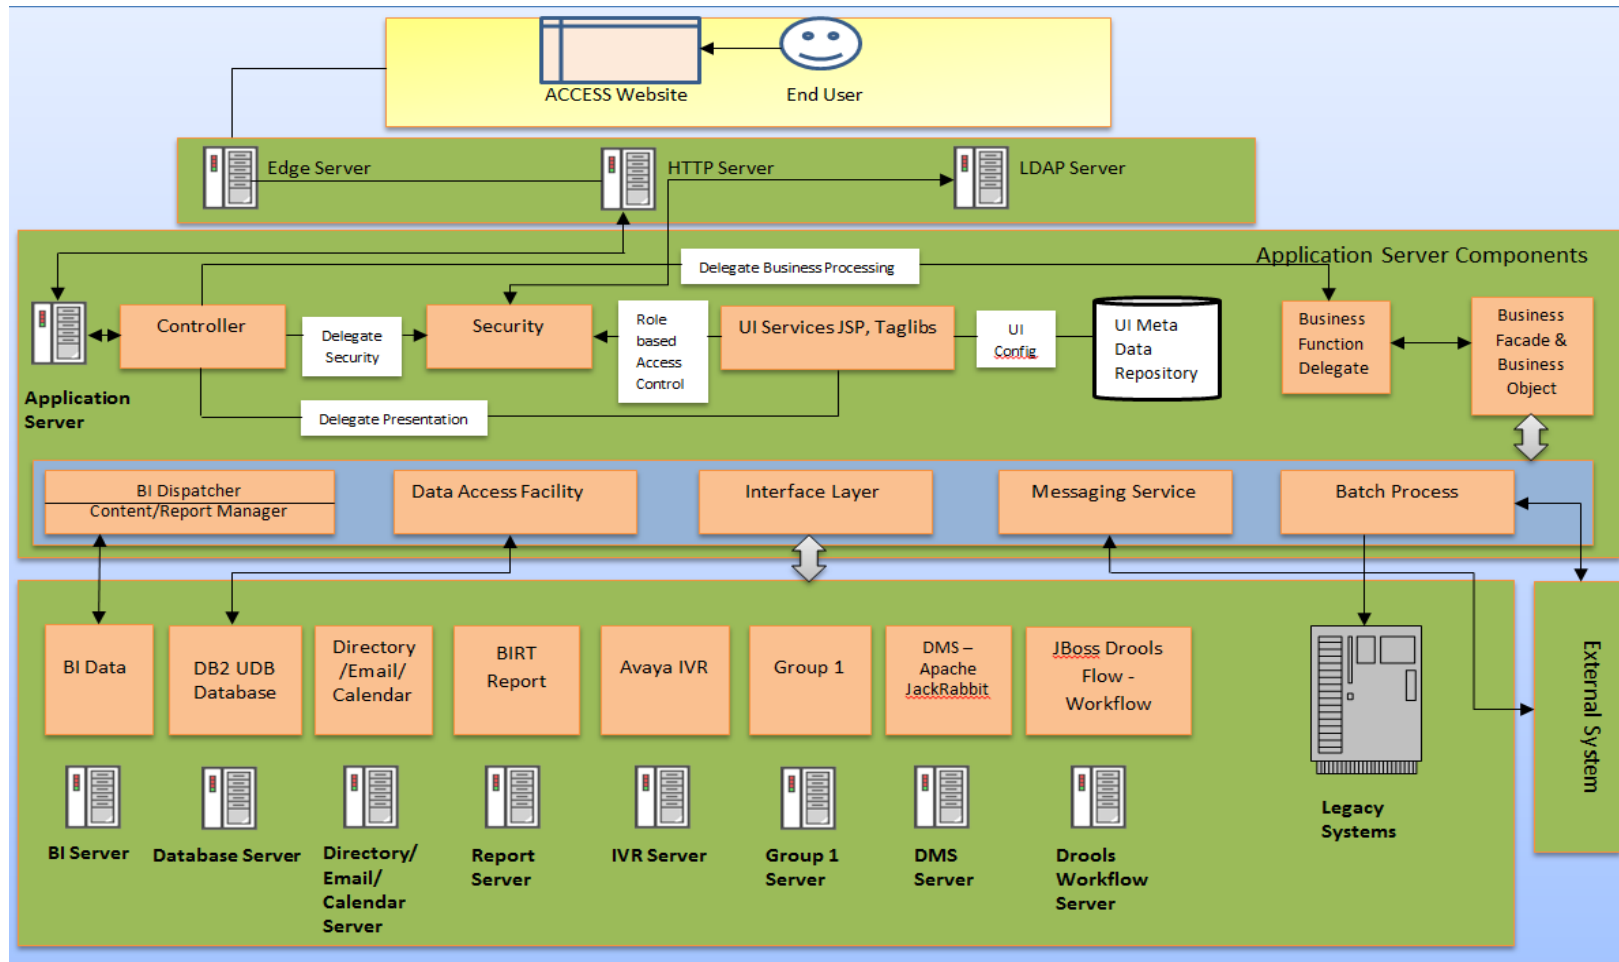 ACCESS Website
End User
Edge Server
HTTP Server
LDAP Server
Application Server Components
Delegate Business Processing
Controller
Delegate
Security
Security
Role
based
Access
Control
UI Services JSP, Taglibs
UI
Config
UI Meta
Data
Repository
Business
Function
Delegate
Business
Facade &
Business
Object
Application
Server
Delegate Presentation
BI Dispatcher
Content/Report Manager
Data Access Facility
Interface Layer
Messaging Service
Batch Process
BI Data
DB2 UDB
Database
Directory
/Email/
Calendar
BIRT
Report
Avaya IVR
Group 1
DMS –
Apache
JackRabbit
JBoss Drools
Flow -
Workflow
External System
Legacy
Systems
BI Server
Database Server
Directory/
Email/
Calendar
Server
Report
Server
IVR Server
Group 1
Server
DMS
Server
Drools
Workflow
Server